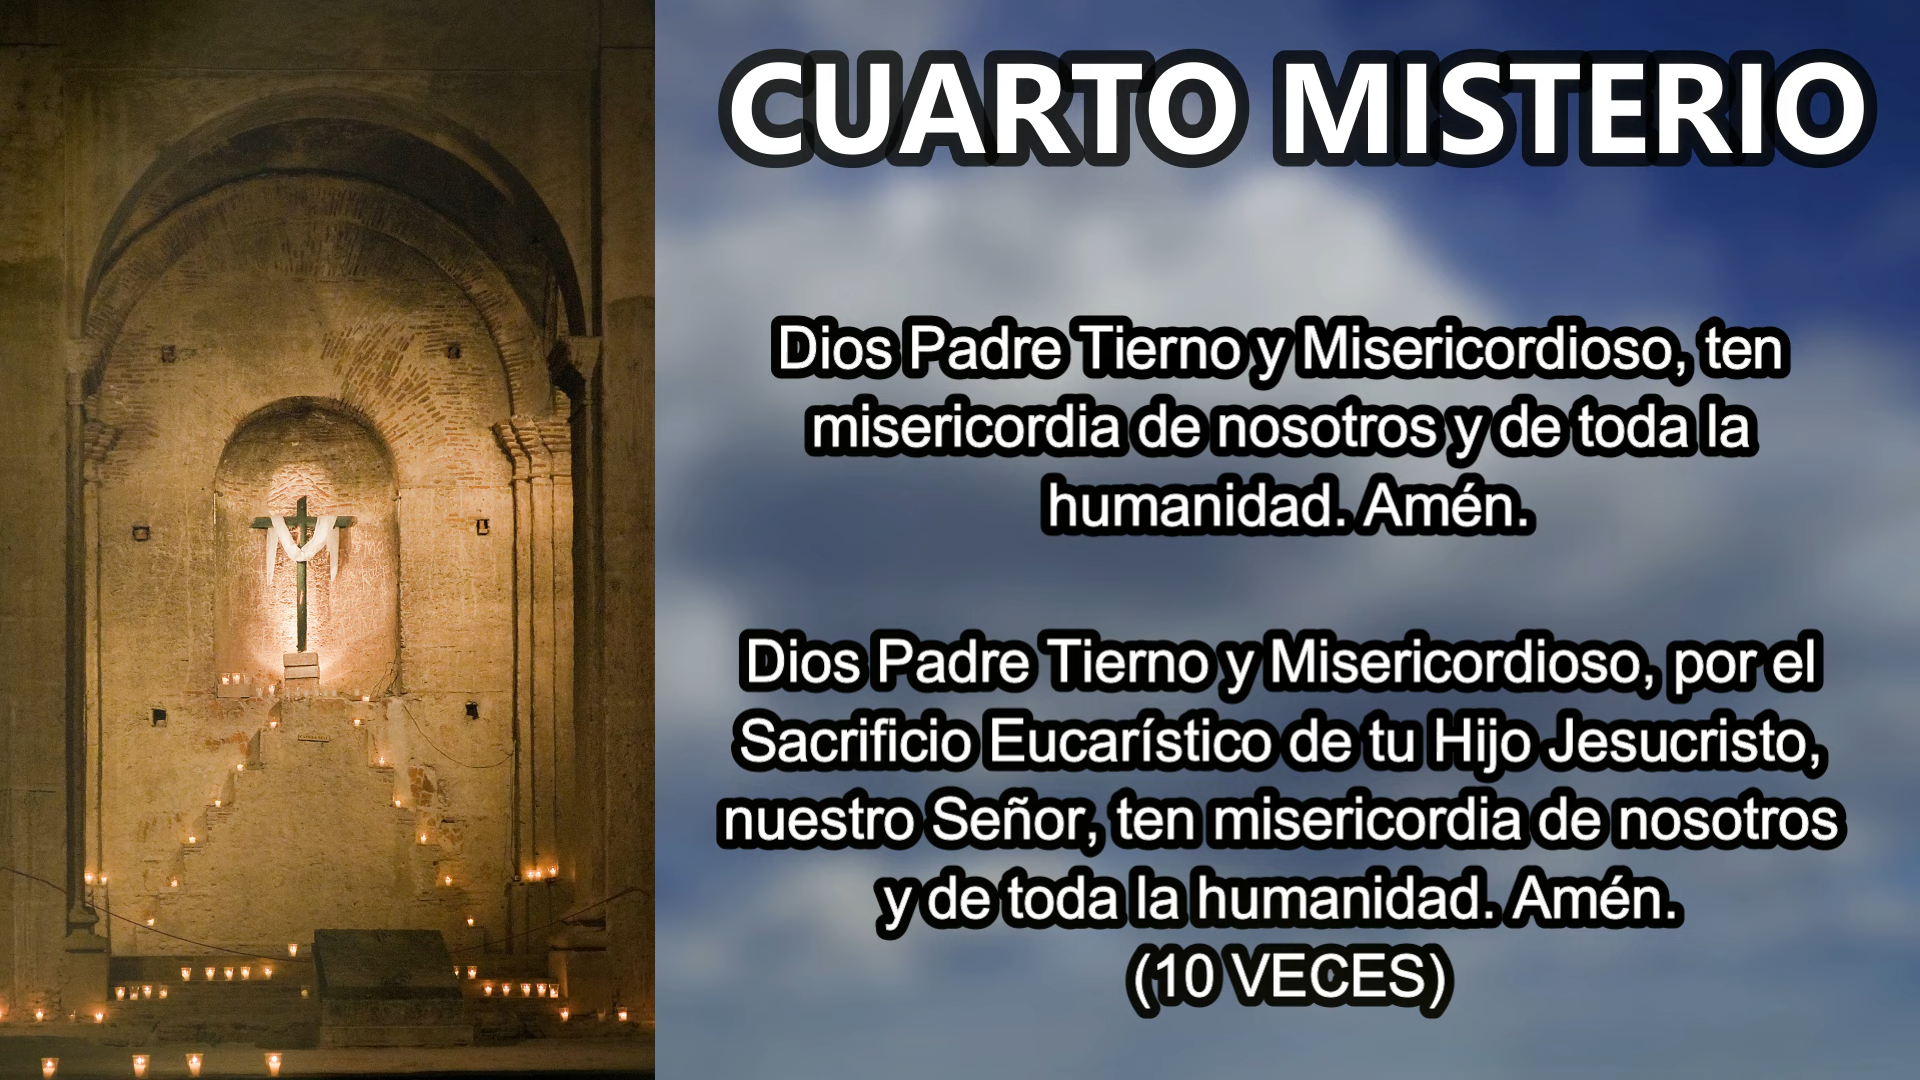 CUARTO MISTERIO
Dios Padre Tierno y Misericordioso, ten
misericordia de nosotros y de toda la
humanidad. Amén.
Dios Padre Tierno y Misericordioso, por el
Sacrificio Eucarístico de tu Hijo Jesucristo,
nuestro Señor, ten misericordia de nosotros
y de toda la humanidad. Amén.
(10 VECES)